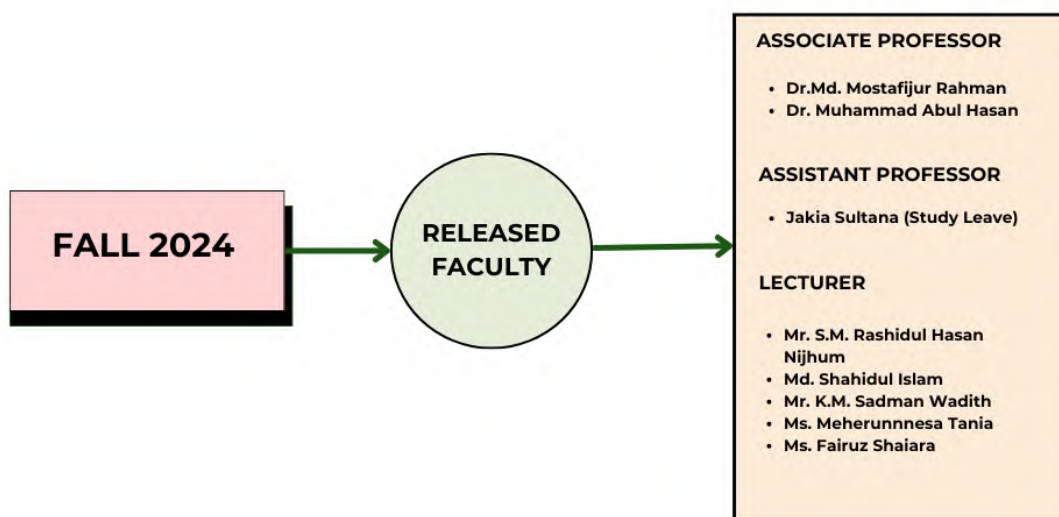 FALL 2024
RELEASED
FACULTY
ASSOCIATE PROFESSOR
• Dr.Md. Mostafijur Rahman
• Dr. Muhammad Abul Hasan
ASSISTANT PROFESSOR
• Jakia Sultana (Study Leave)
LECTURER
• Mr. S.M. Rashidul Hasan
Nijhum
• Md. Shahidul Islam
• Mr. K.M. Sadman Wadith
• Ms. Meherunnnesa Tania
• Ms. Fairuz Shaiara